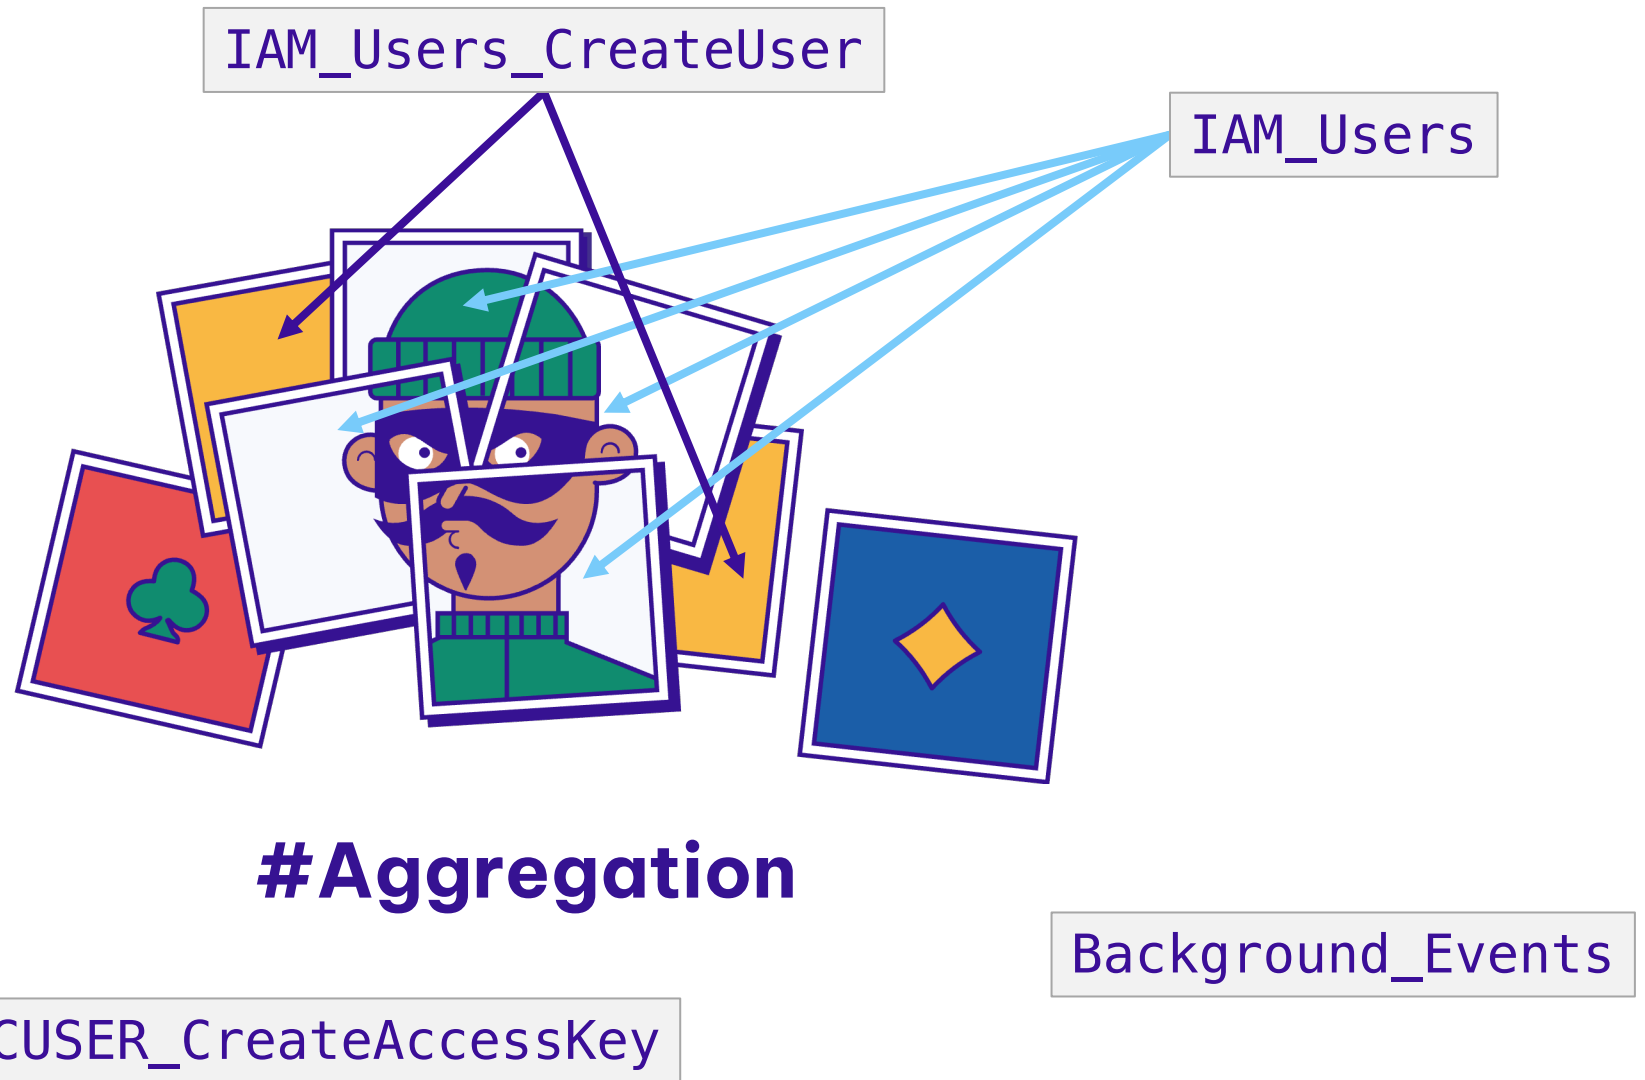 IAM_Users_CreateUser
IAM_Users
#Aggregation
Background_Events
CUSER_CreateAccessKey